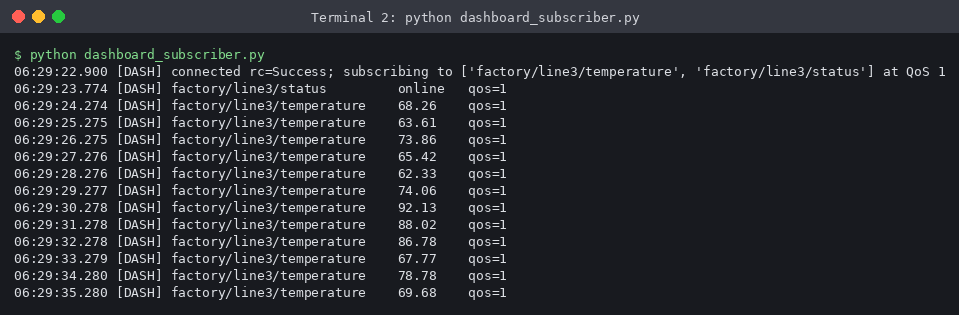 Terminal 2: python dashboard_subscriber.py
$ python dashboard_subscriber.py
06:29:22.900 [DASH] connected rc=Success; subscribing to ['factory/line3/temperature', 'factory/line3/status'] at QoS 1
06:29:23.774 [DASH] factory/line3/status         online   qos=1
06:29:24.274 [DASH] factory/line3/temperature    68.26    qos=1
06:29:25.275 [DASH] factory/line3/temperature    63.61    qos=1
06:29:26.275 [DASH] factory/line3/temperature    73.86    qos=1
06:29:27.276 [DASH] factory/line3/temperature    65.42    qos=1
06:29:28.276 [DASH] factory/line3/temperature    62.33    qos=1
06:29:29.277 [DASH] factory/line3/temperature    74.06    qos=1
06:29:30.278 [DASH] factory/line3/temperature    92.13    qos=1
06:29:31.278 [DASH] factory/line3/temperature    88.02    qos=1
06:29:32.278 [DASH] factory/line3/temperature    86.78    qos=1
06:29:33.279 [DASH] factory/line3/temperature    67.77    qos=1
06:29:34.280 [DASH] factory/line3/temperature    78.78    qos=1
06:29:35.280 [DASH] factory/line3/temperature    69.68    qos=1